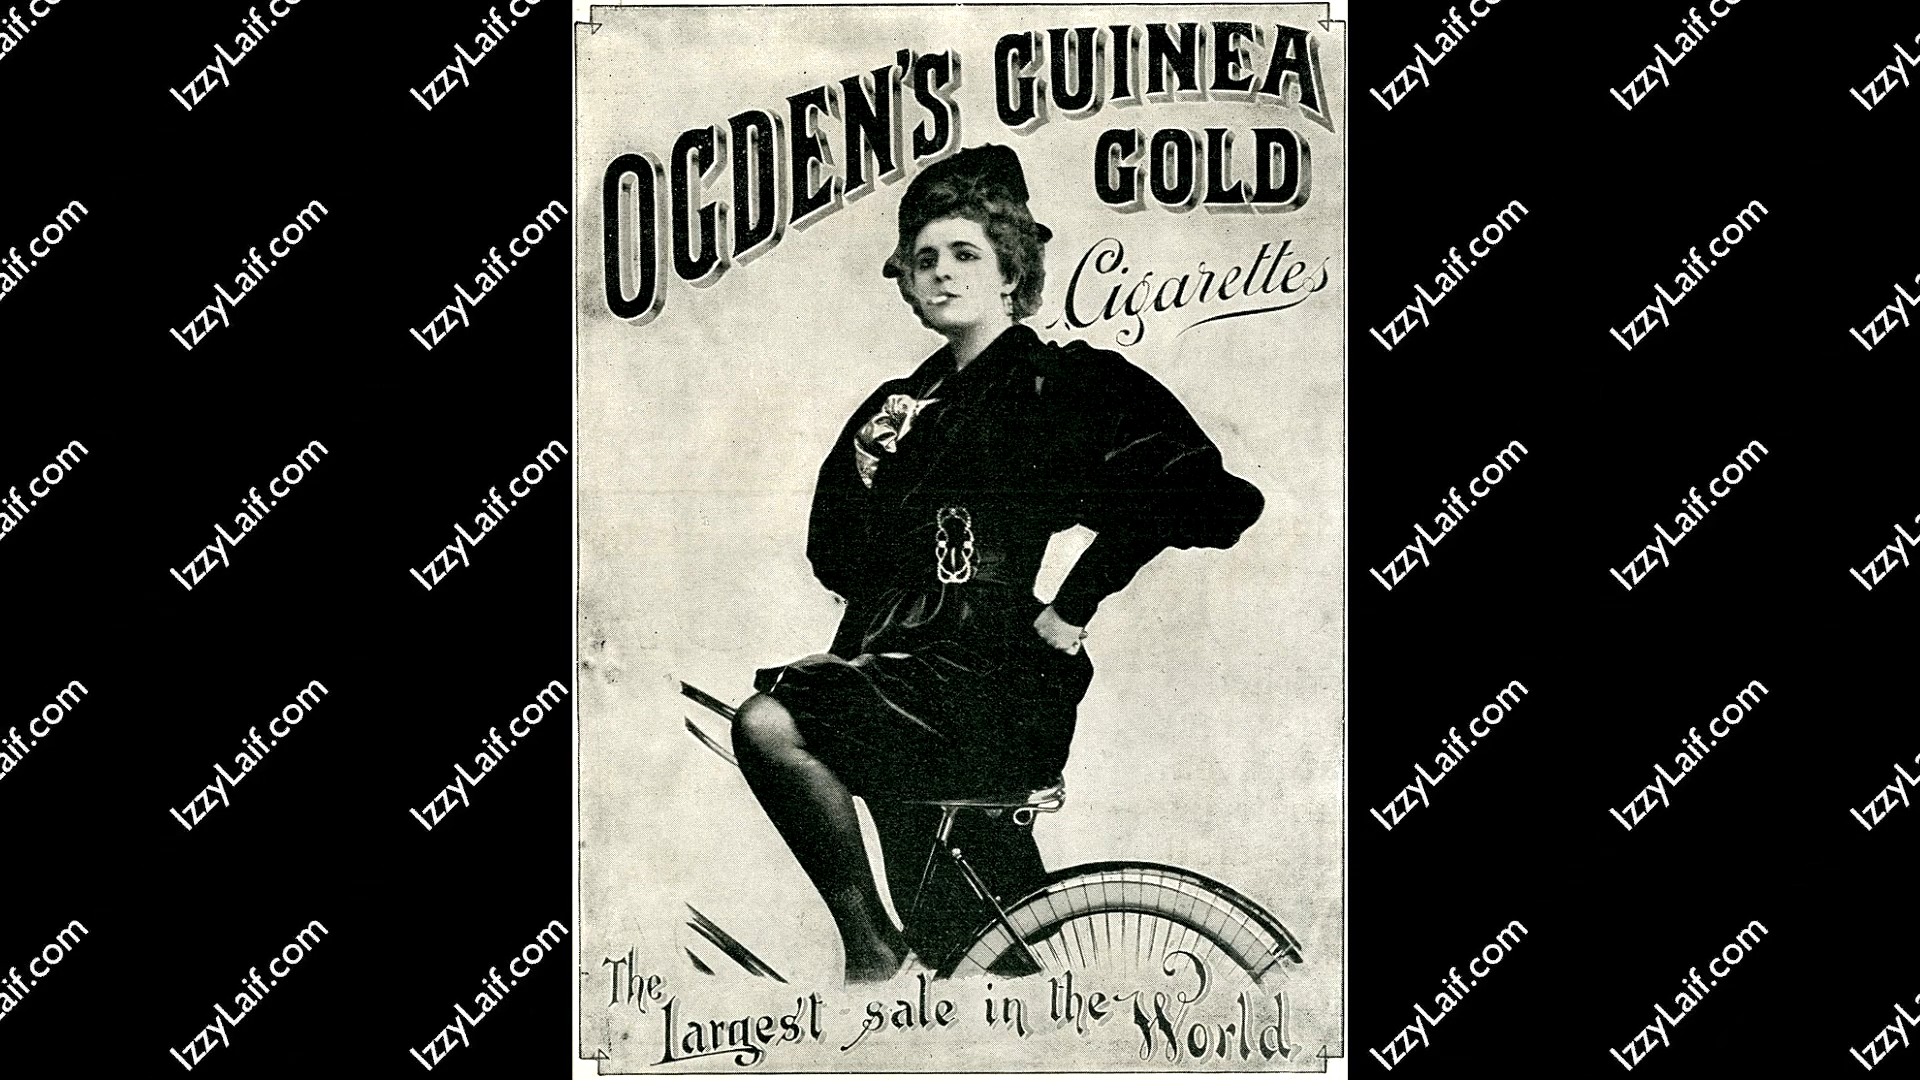 OGDEN'S GUINEA
GOLD
Cigarettes
The
largest sale in the World.
IzzyLaif.com